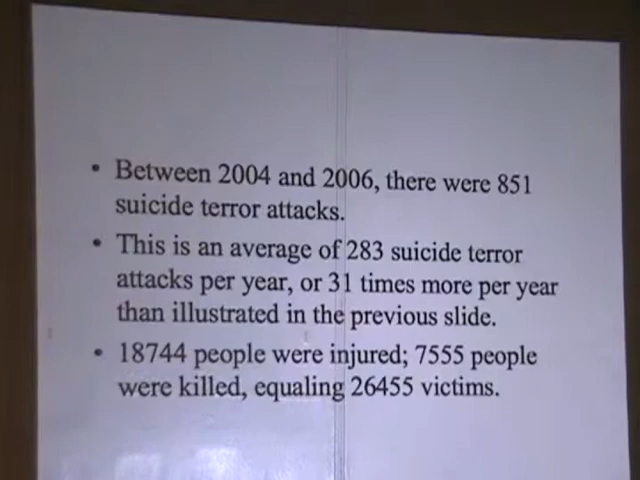 • Between 2004 and 2006, there were 851
suicide terror attacks.
• This is an average of 283 suicide terror
attacks per year, or 31 times more per year
than illustrated in the previous slide.
• 18744 people were injured; 7555 people
were killed, equaling 26455 victims.